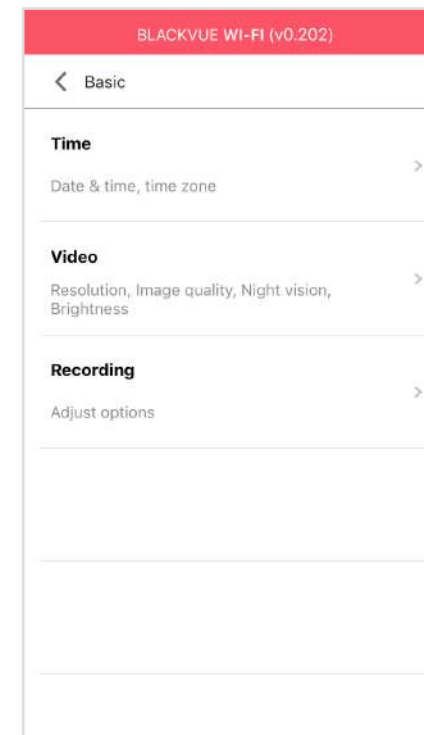 BLACKVUE WI-FI (v0.202)
Basic
Time
Date & time, time zone
Video
Resolution, Image quality, Night vision,
Brightness
Recording
Adjust options